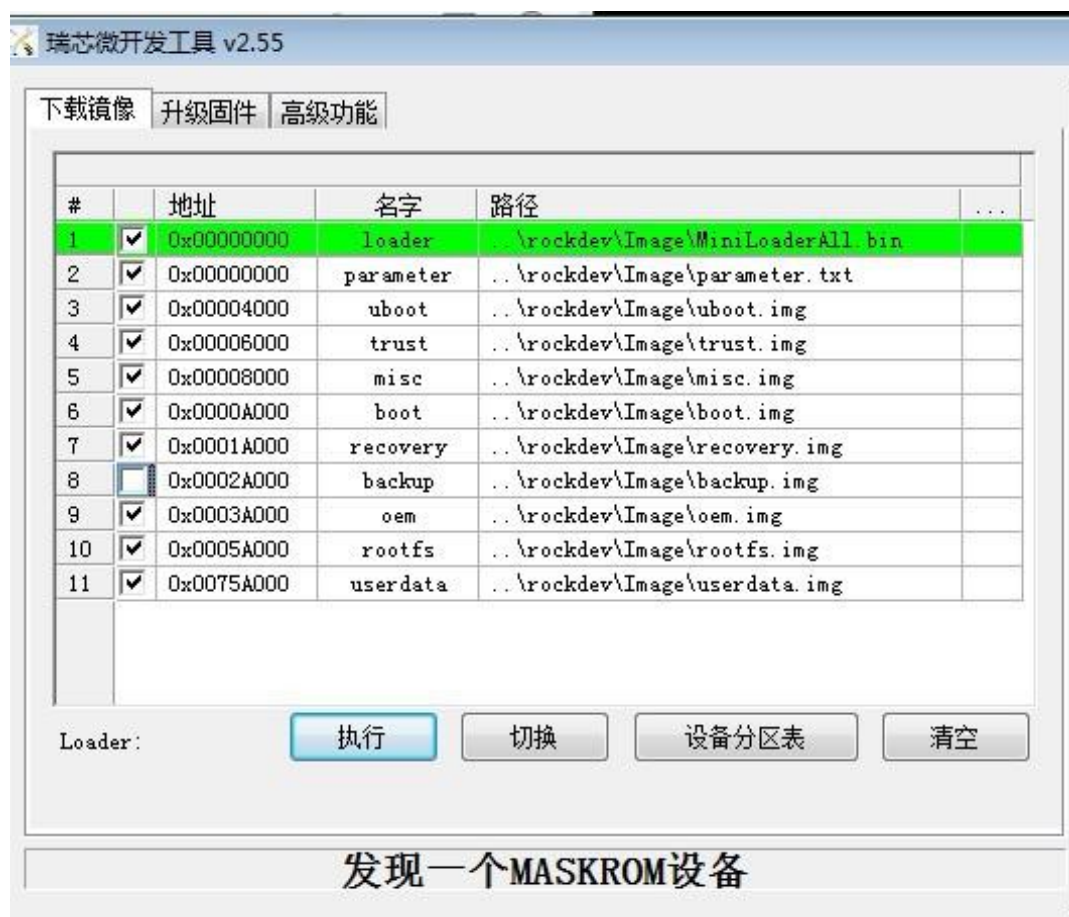 瑞芯微开发工具 v2.55
下载镜像 升级固件 高级功能
# 地址 名字 路径 ...
1 0x00000000 loader ..\rockdev\Image\MiniLoaderAll.bin
2 0x00000000 parameter ..\rockdev\Image\parameter.txt
3 0x00004000 uboot ..\rockdev\Image\uboot.img
4 0x00006000 trust ..\rockdev\Image\trust.img
5 0x00008000 misc ..\rockdev\Image\misc.img
6 0x0000A000 boot ..\rockdev\Image\boot.img
7 0x0001A000 recovery ..\rockdev\Image\recovery.img
8 0x0002A000 backup ..\rockdev\Image\backup.img
9 0x0003A000 oem ..\rockdev\Image\oem.img
10 0x0005A000 rootfs ..\rockdev\Image\rootfs.img
11 0x0075A000 userdata ..\rockdev\Image\userdata.img
Loader: 执行 切换 设备分区表 清空
发现一个MASKROM设备